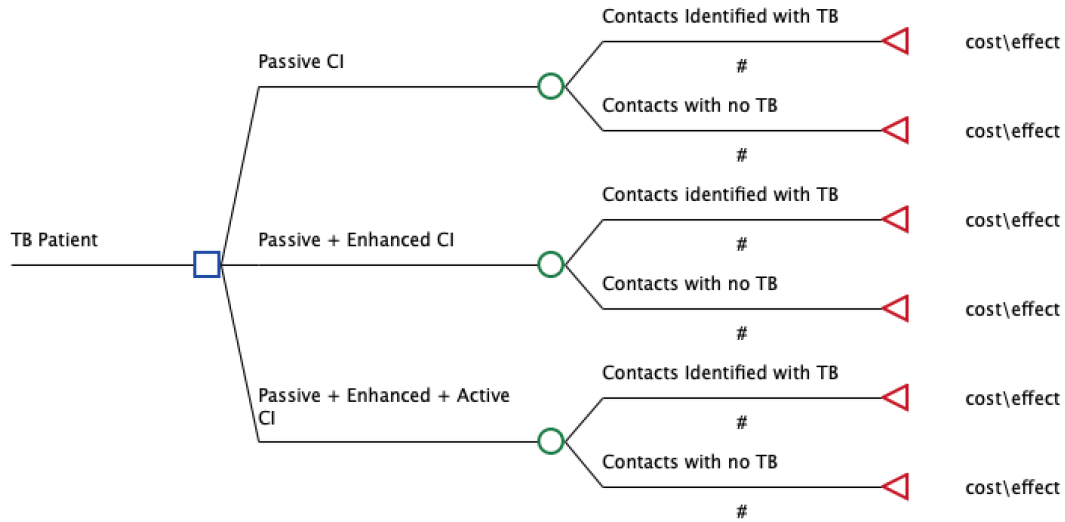 Contacts Identified with TB
cost\effect
#
Passive CI
Contacts with no TB
cost\effect
#
Contacts identified with TB
cost\effect
#
TB Patient
Passive + Enhanced CI
Contacts with no TB
cost\effect
#
Contacts Identified with TB
cost\effect
#
Passive + Enhanced + Active
CI
Contacts with no TB
cost\effect
#